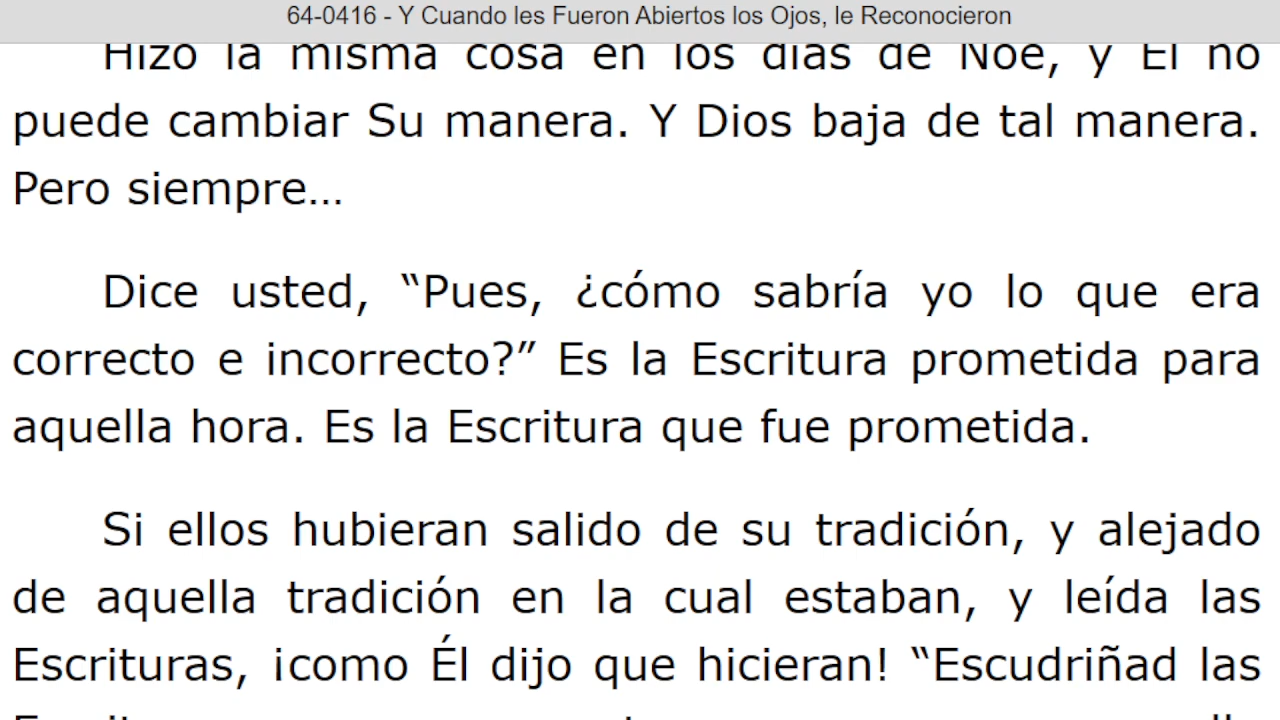 64-0416 - Y Cuando les Fueron Abiertos los Ojos, le Reconocieron
Hizo la misma cosa en los días de Noé, y Él no
puede cambiar Su manera. Y Dios baja de tal manera.
Pero siempre…
Dice usted, “Pues, ¿cómo sabría yo lo que era
correcto e incorrecto?” Es la Escritura prometida para
aquella hora. Es la Escritura que fue prometida.
Si ellos hubieran salido de su tradición, y alejado
de aquella tradición en la cual estaban, y leída las
Escrituras, ¡como Él dijo que hicieran! “Escudriñad las